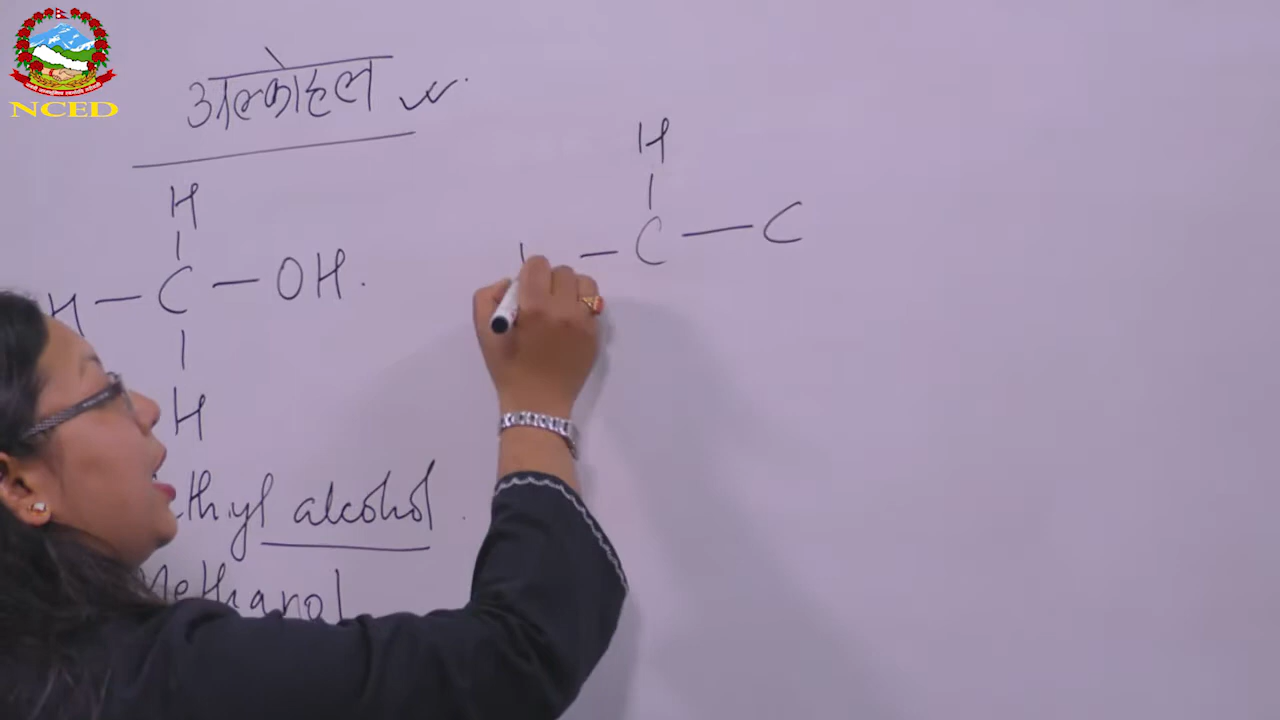 NCED
अल्कोहल
H
H — C — OH.
H
thyl alcohol.
Methanol
H
— C — C